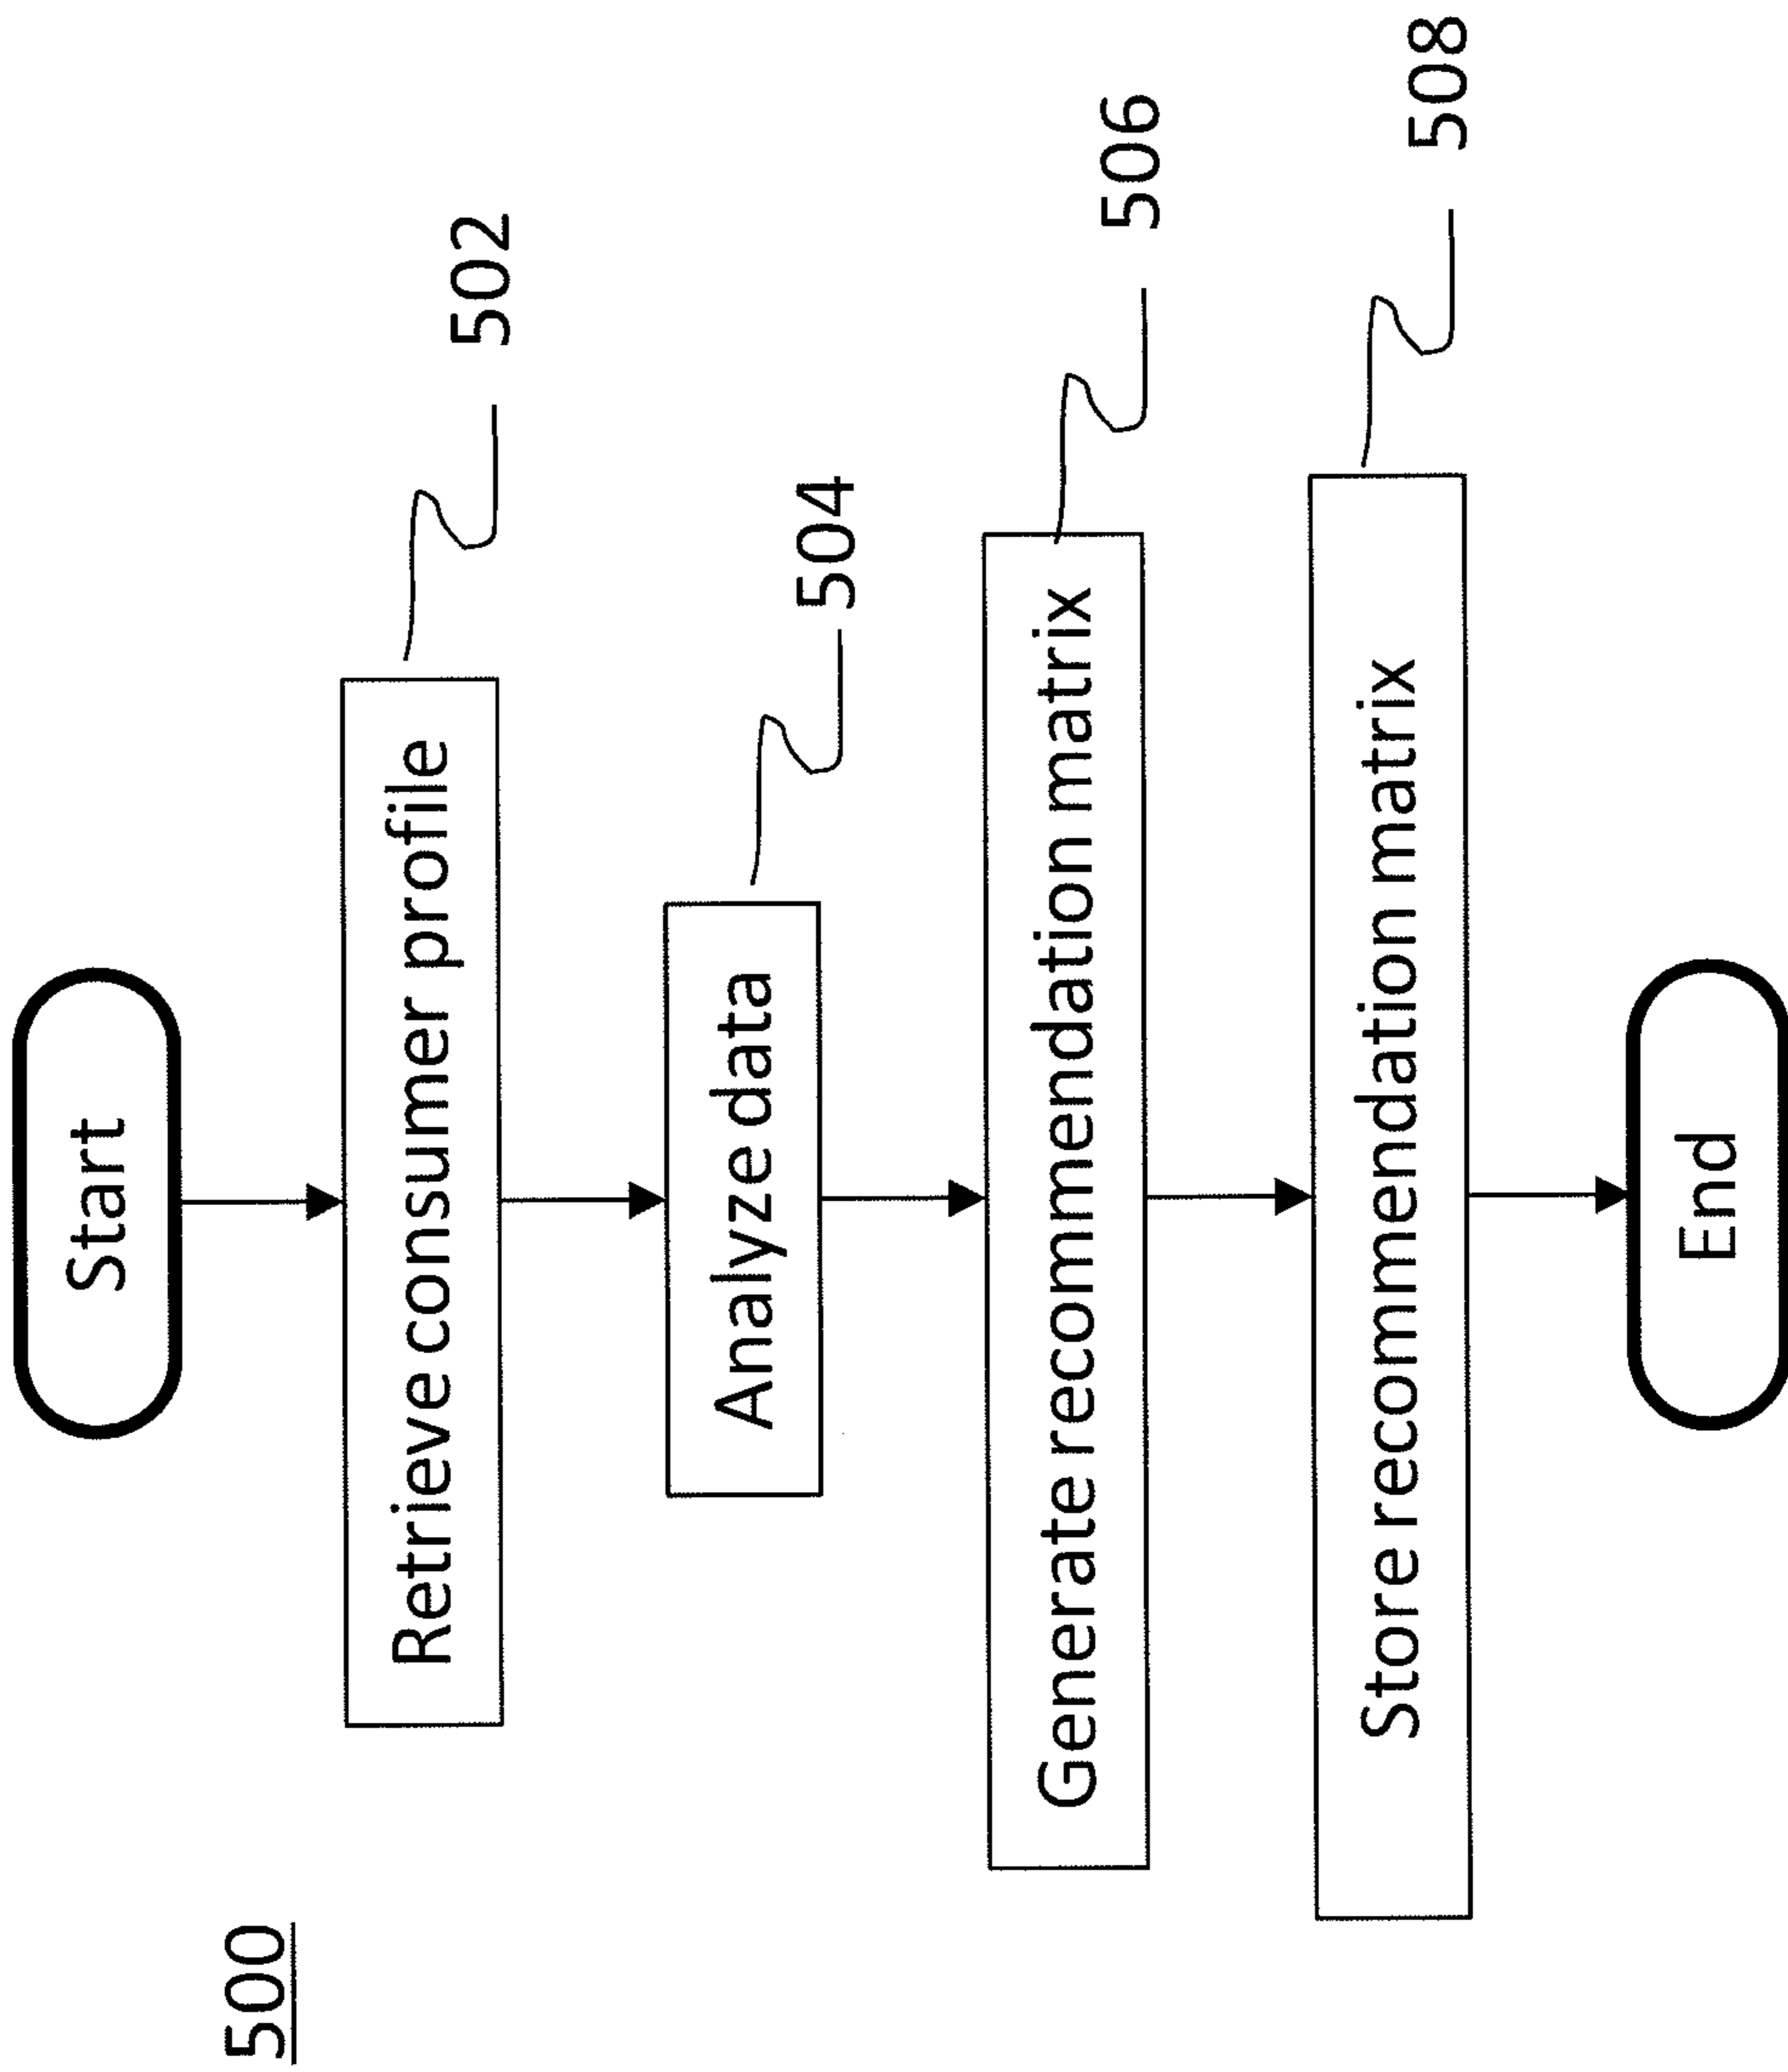 500
Start
Retrieve consumer profile
502
Analyze data
504
Generate recommendation matrix
506
Store recommendation matrix
508
End